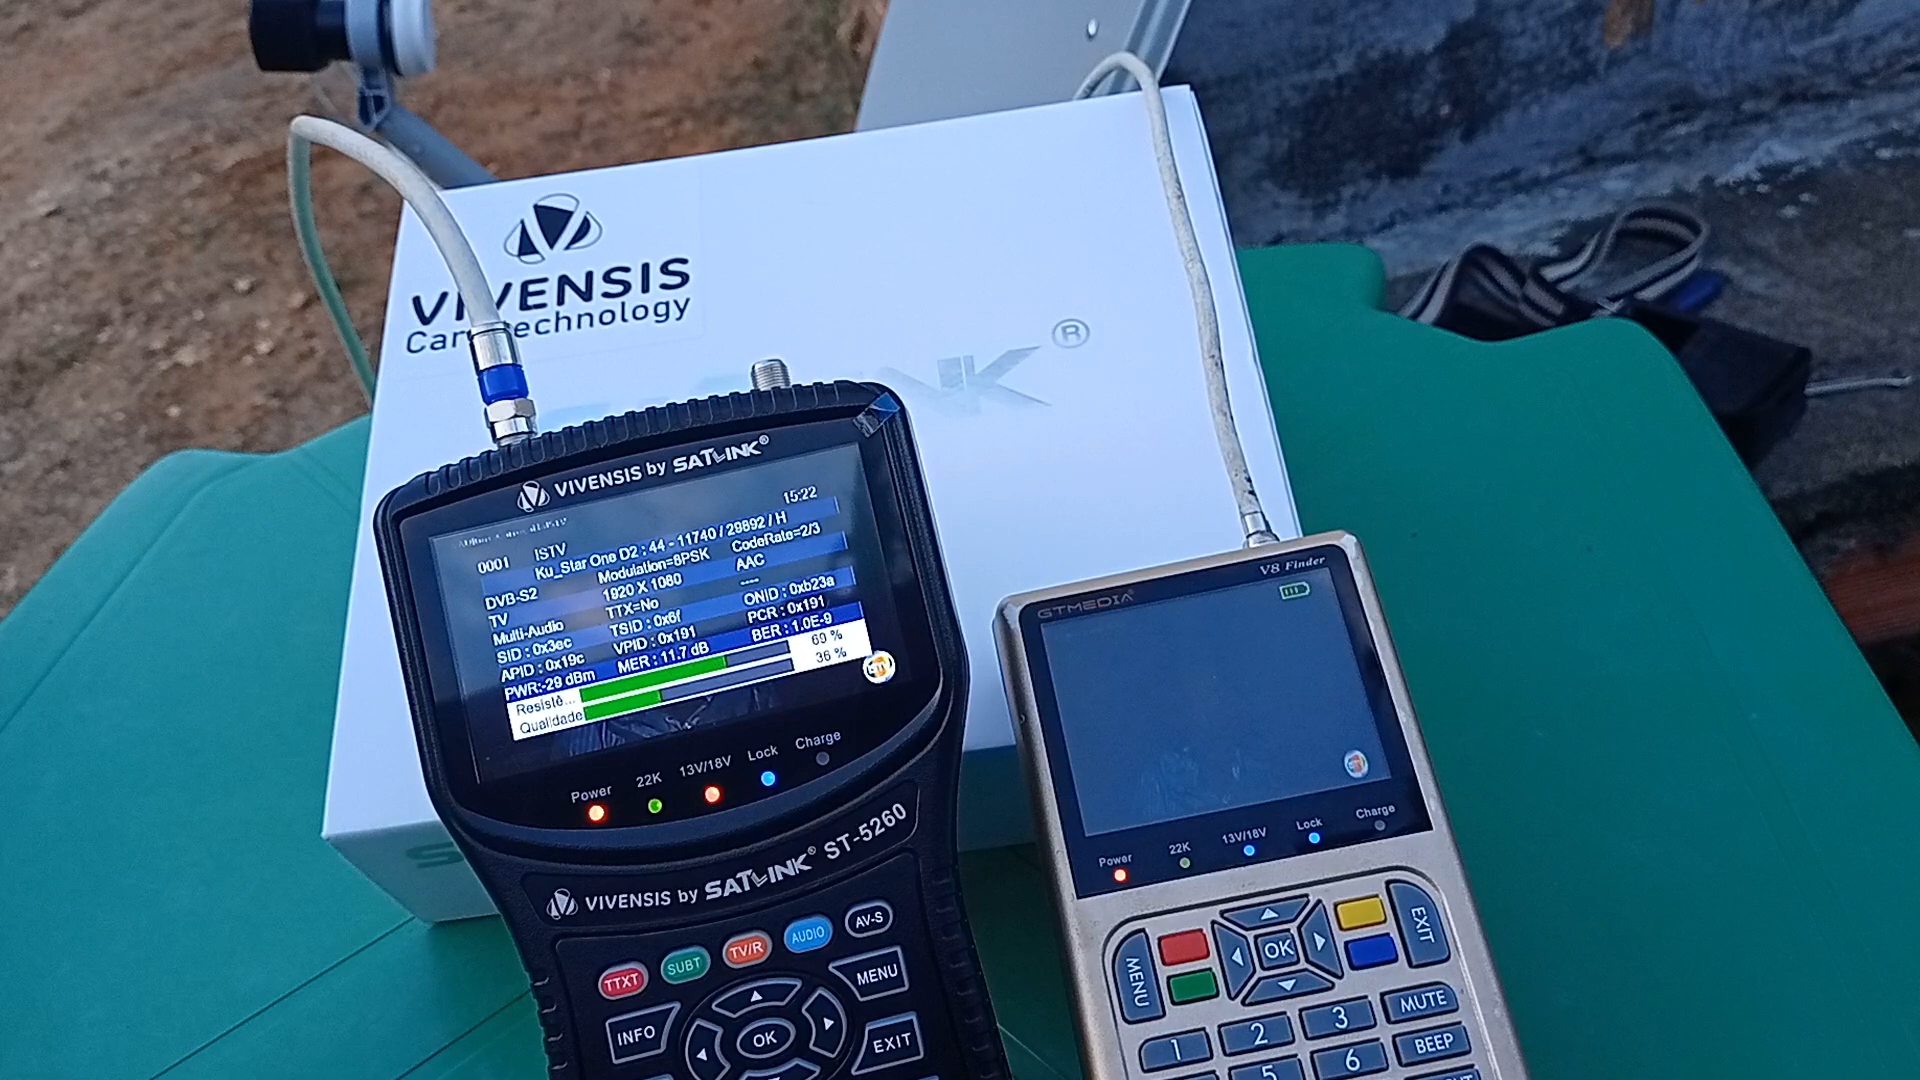 VIVENSIS
technology
®
VIVENSIS by SATLINK®
15:22
0001 ISTV
Ku_Star One D2 : 44 - 11740 / 29892 / H
DVB-S2 Modulation=8PSK CodeRate=2/3
TV 1920 X 1080 AAC
Multi-Audio TTX=No ----
SID : 0x3ec TSID : 0x6f ONID : 0xb23a
APID : 0x19c VPID : 0x191 PCR : 0x191
PWR:-29 dBm MER : 11.7 dB BER : 1.0E-9
Resistê... 69 %
Qualidade 36 %
Power 22K 13V/18V Lock Charge
VIVENSIS by SATLINK® ST-5260
TTXT SUBT TV/R AUDIO AV-S
INFO MENU
OK EXIT
GTMEDIA® V8 Finder
Power 22K 13V/18V Lock Charge
MENU OK EXIT
1 2 3 MUTE
5 6 BEEP